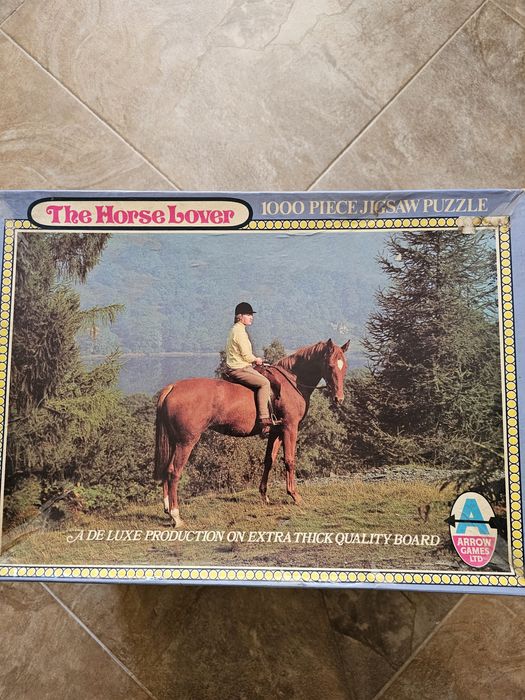 The Horse Lover
1000 PIECE JIGSAW PUZZLE
A DE LUXE PRODUCTION ON EXTRA THICK QUALITY BOARD
A
ARROW
GAMES
LTD